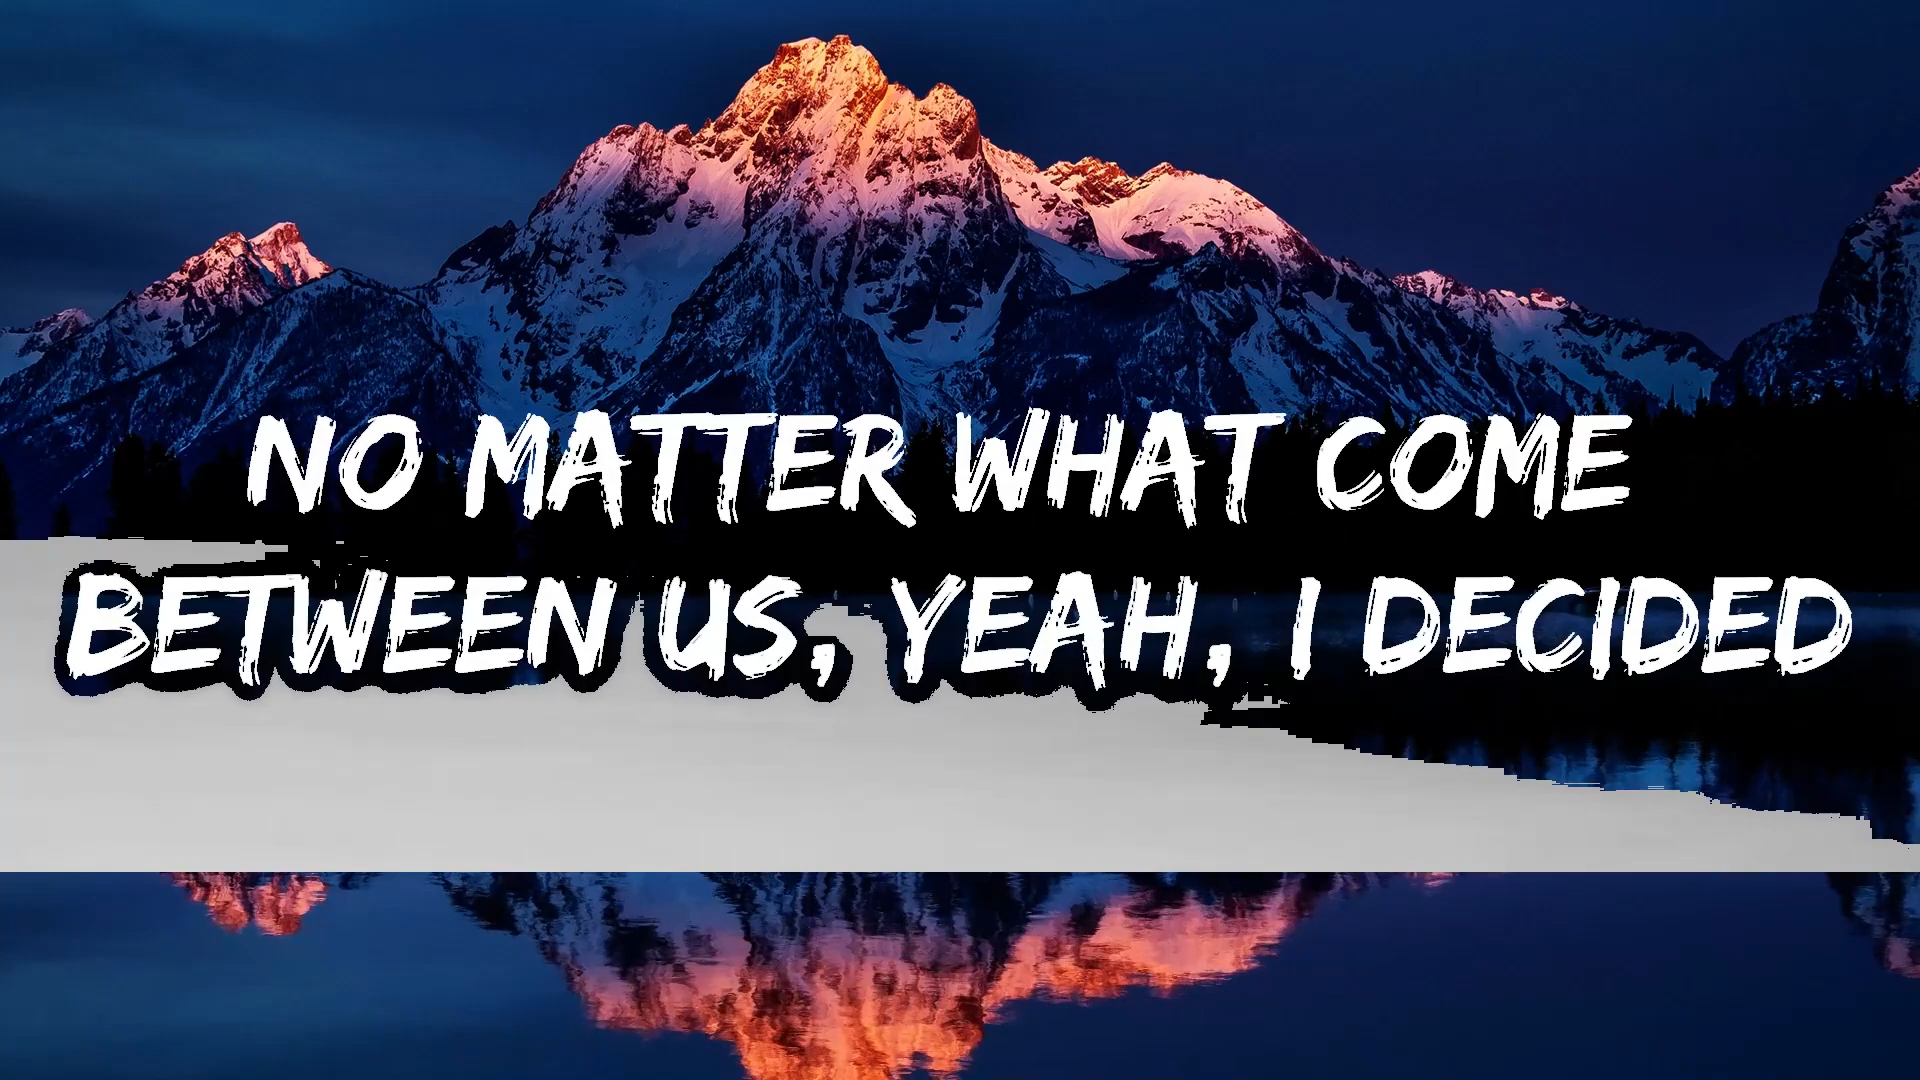 NO MATTER WHAT COME
BETWEEN US, YEAH, I DECIDED